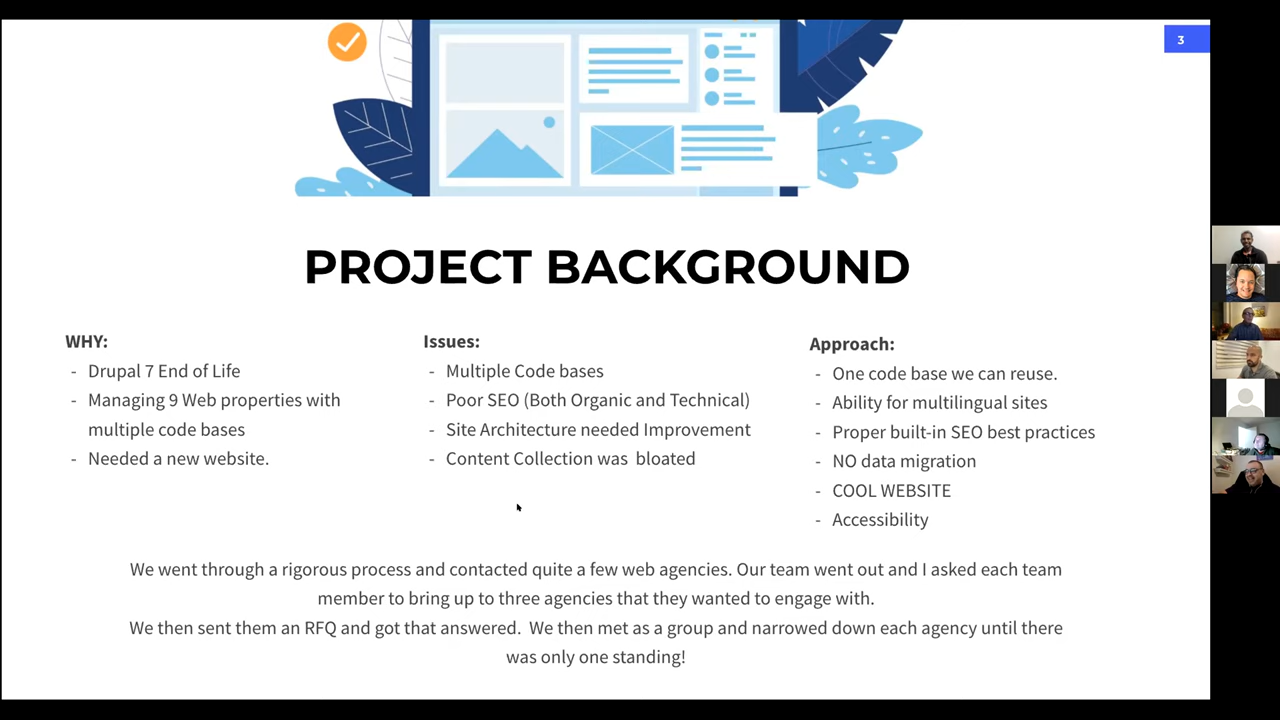 3
PROJECT BACKGROUND
WHY:
- Drupal 7 End of Life
- Managing 9 Web properties with
multiple code bases
- Needed a new website.
Issues:
- Multiple Code bases
- Poor SEO (Both Organic and Technical)
- Site Architecture needed Improvement
- Content Collection was bloated
Approach:
- One code base we can reuse.
- Ability for multilingual sites
- Proper built-in SEO best practices
- NO data migration
- COOL WEBSITE
- Accessibility
We went through a rigorous process and contacted quite a few web agencies. Our team went out and I asked each team
member to bring up to three agencies that they wanted to engage with.
We then sent them an RFQ and got that answered. We then met as a group and narrowed down each agency until there
was only one standing!